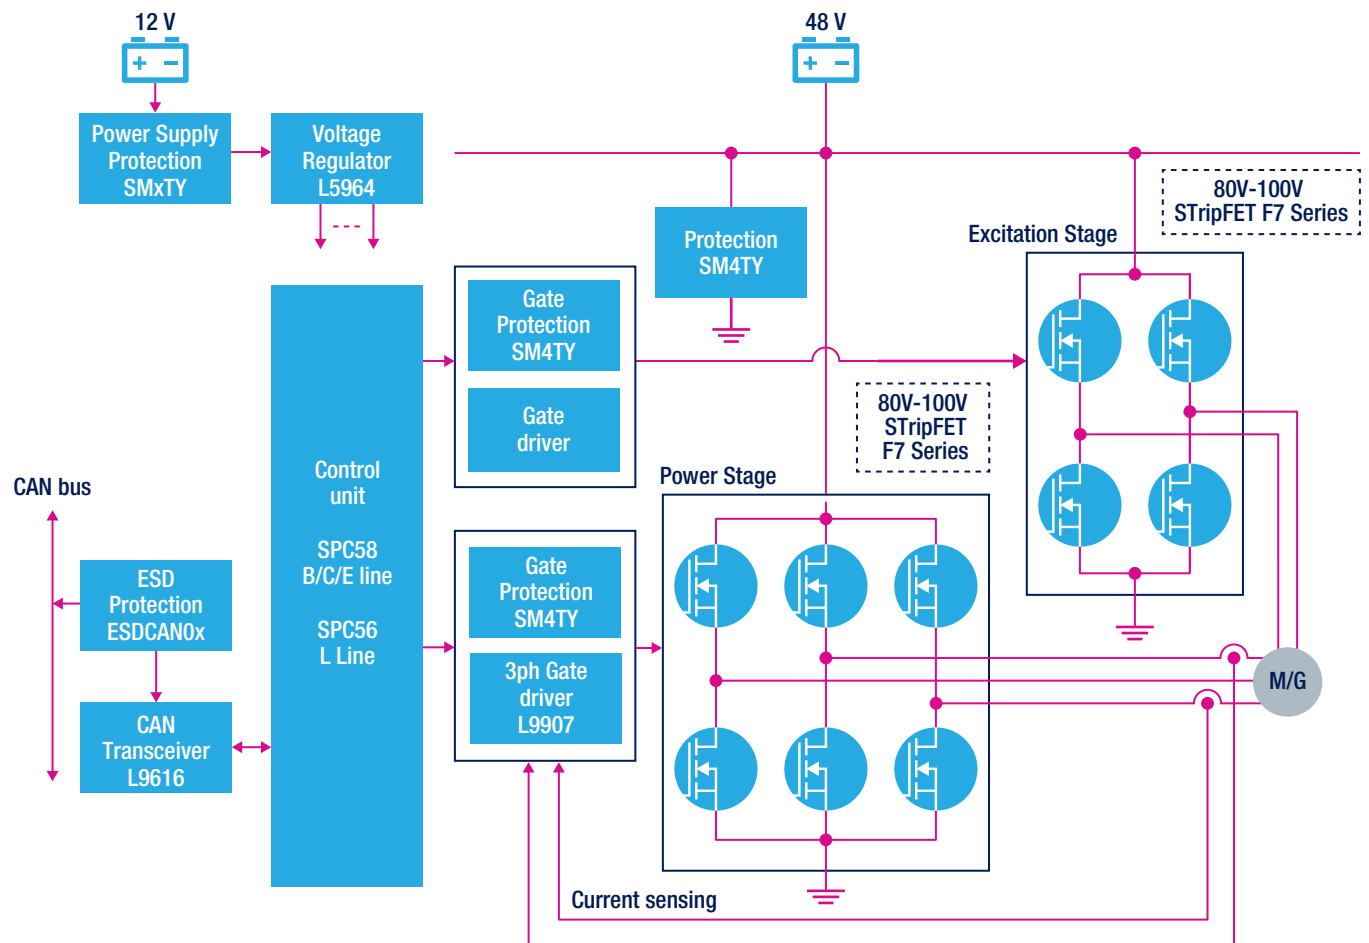 12 V
48 V
Power Supply
Protection
SMxTY
Voltage
Regulator
L5964
80V-100V
STripFET F7 Series
Protection
SM4TY
Excitation Stage
Gate
Protection
SM4TY
Gate
driver
80V-100V
STripFET
F7 Series
Control
unit
SPC58
B/C/E line
SPC56
L Line
Power Stage
CAN bus
ESD
Protection
ESDCAN0x
Gate
Protection
SM4TY
3ph Gate
driver
L9907
M/G
CAN
Transceiver
L9616
Current sensing